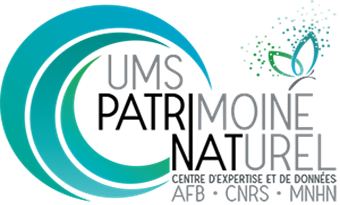 UMS
PATRIMOINE
NATUREL
CENTRE D'EXPERTISE ET DE DONNÉES
AFB • CNRS • MNHN